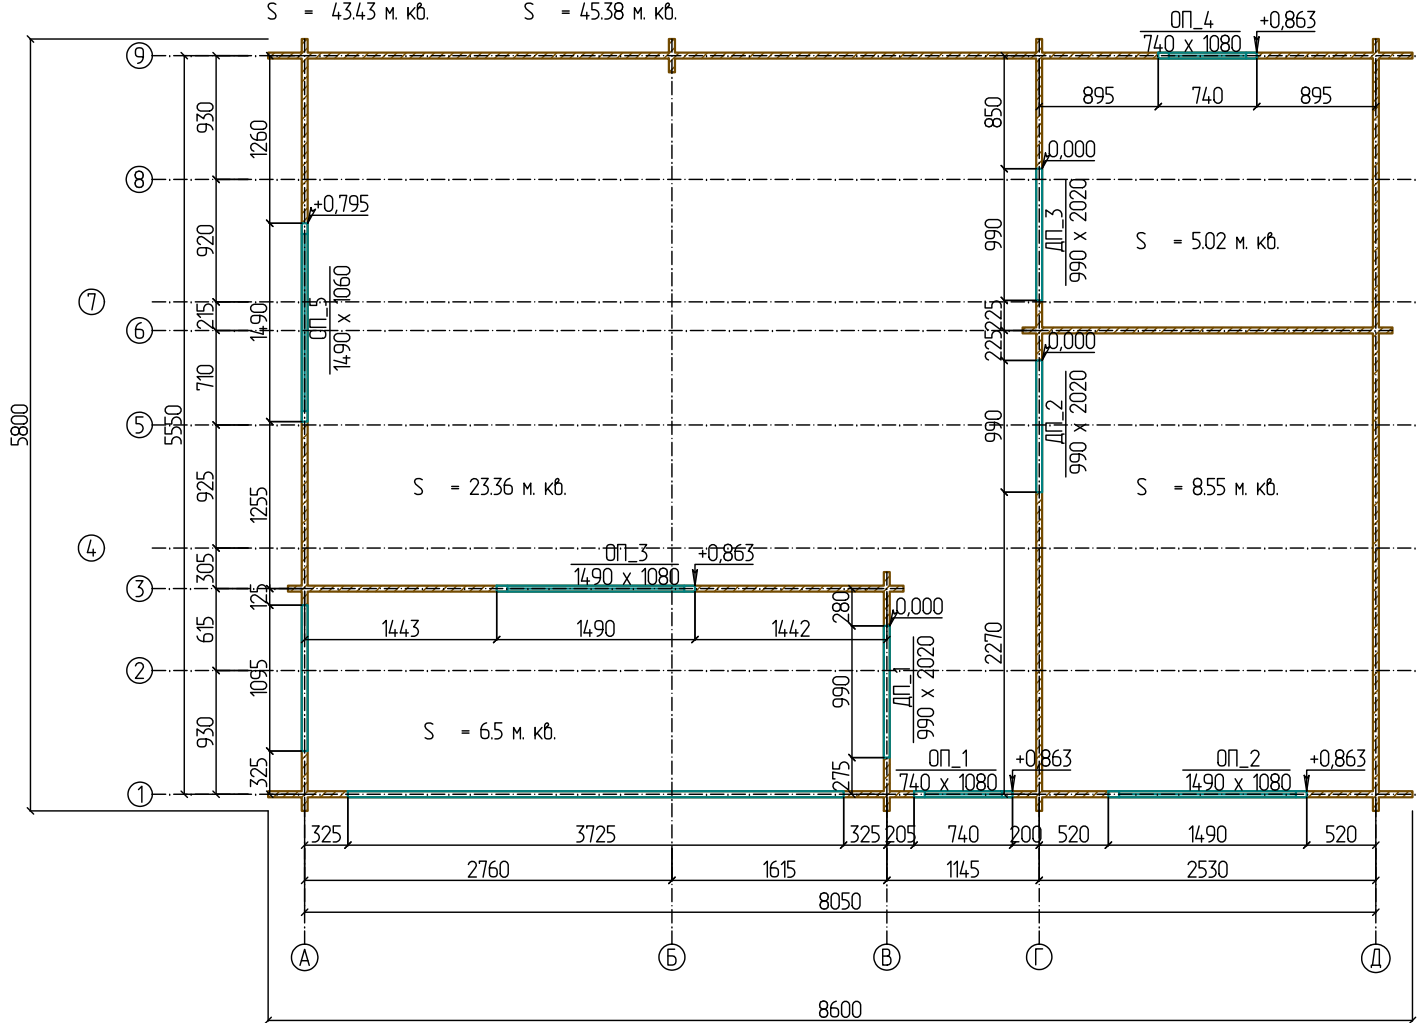 S = 43.43 м. кв.
S = 45.38 м. кв.
ОП_4
740 x 1080
+0,863
9
895
740
895
930
1260
850
0,000
8
+0,795
920
990
ДП_3
990 x 2020
S = 5.02 м. кв.
7
215
1490
ОП_5
1490 x 1060
225
6
225
0,000
710
5800
5550
5
990
ДП_2
990 x 2020
925
1255
S = 23.36 м. кв.
S = 8.55 м. кв.
4
305
ОП_3
1490 x 1080
+0,863
3
125
280
0,000
615
1443
1490
1442
2270
2
1095
990
ДП_1
990 x 2020
930
S = 6.5 м. кв.
325
275
ОП_1
740 x 1080
+0,863
ОП_2
1490 x 1080
+0,863
1
325
3725
325
205
740
200
520
1490
520
2760
1615
1145
2530
8050
А
Б
В
Г
Д
8600